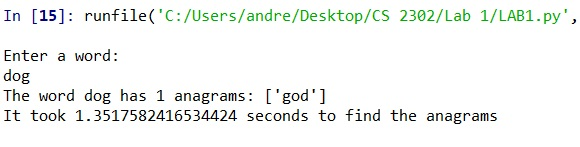 In [15]: runfile('C:/Users/andre/Desktop/CS 2302/Lab 1/LAB1.py',
Enter a word:
dog
The word dog has 1 anagrams: ['god']
It took 1.3517582416534424 seconds to find the anagrams